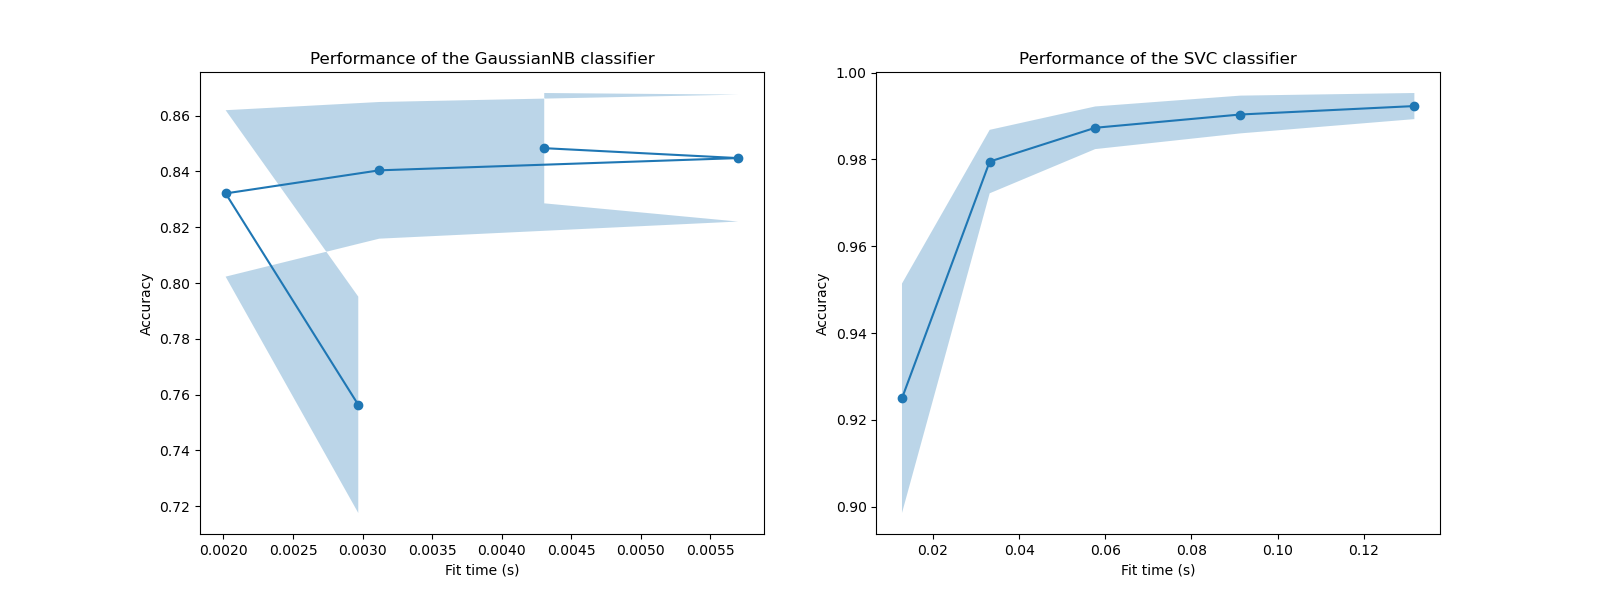 Performance of the GaussianNB classifier
Accuracy
0.86
0.84
0.82
0.80
0.78
0.76
0.74
0.72
0.0020 0.0025 0.0030 0.0035 0.0040 0.0045 0.0050 0.0055
Fit time (s)
Performance of the SVC classifier
Accuracy
1.00
0.98
0.96
0.94
0.92
0.90
0.02 0.04 0.06 0.08 0.10 0.12
Fit time (s)